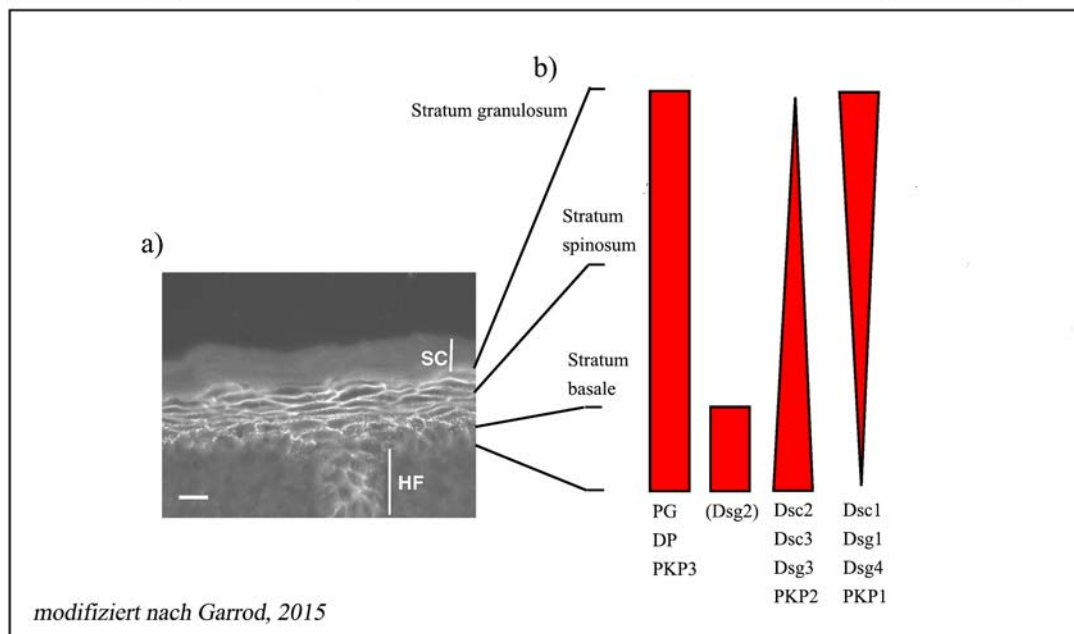 b)
Stratum granulosum
Stratum
spinosum
a)
SC
Stratum
basale
HF
PG
DP
PKP3
(Dsg2)
Dsc2
Dsc3
Dsg3
PKP2
Dsc1
Dsg1
Dsg4
PKP1
modifiziert nach Garrod, 2015